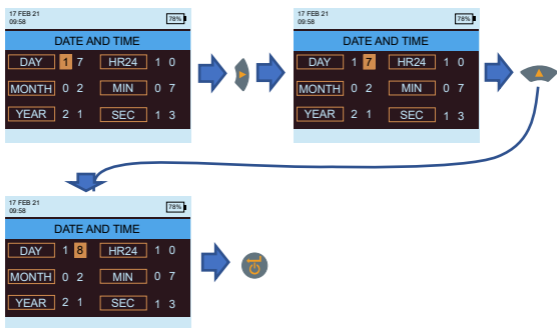 17 FEB 21
09:58
78%
DATE AND TIME
DAY 1 7 HR24 1 0
MONTH 0 2 MIN 0 7
YEAR 2 1 SEC 1 3
17 FEB 21
09:58
78%
DATE AND TIME
DAY 1 7 HR24 1 0
MONTH 0 2 MIN 0 7
YEAR 2 1 SEC 1 3
17 FEB 21
09:58
78%
DATE AND TIME
DAY 1 8 HR24 1 0
MONTH 0 2 MIN 0 7
YEAR 2 1 SEC 1 3